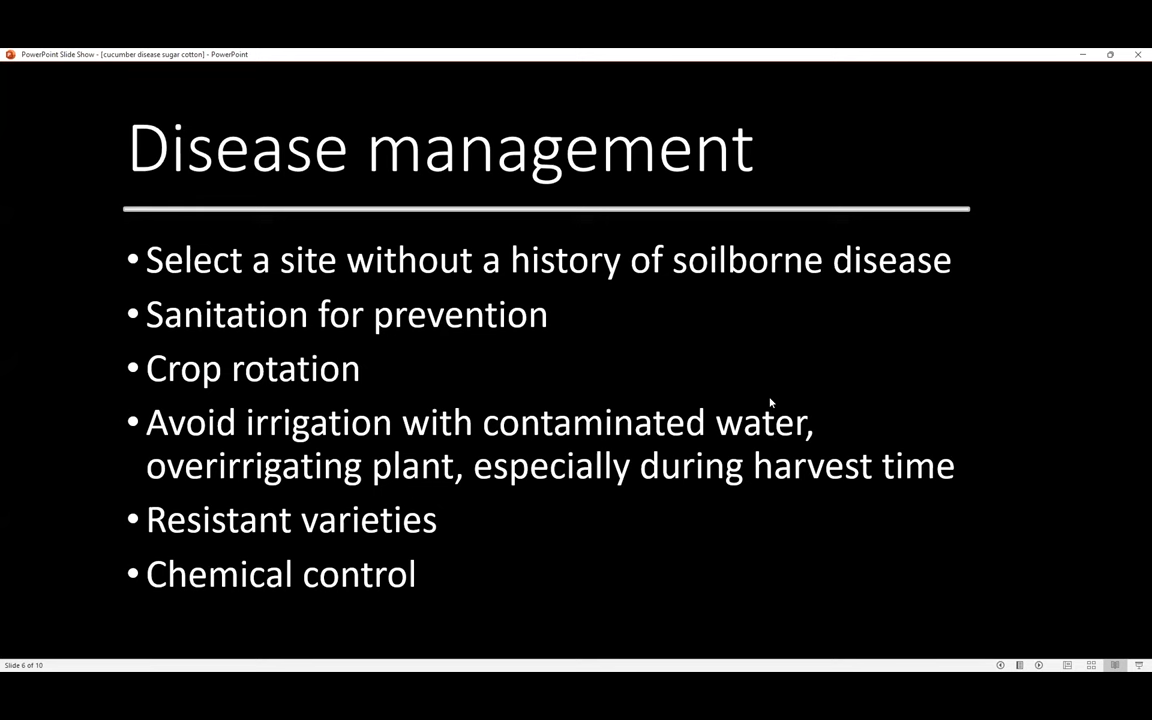 PowerPoint Slide Show - [cucumber disease sugar cotton] - PowerPoint
Disease management
• Select a site without a history of soilborne disease
• Sanitation for prevention
• Crop rotation
• Avoid irrigation with contaminated water,
overirrigating plant, especially during harvest time
• Resistant varieties
• Chemical control
Slide 6 of 10